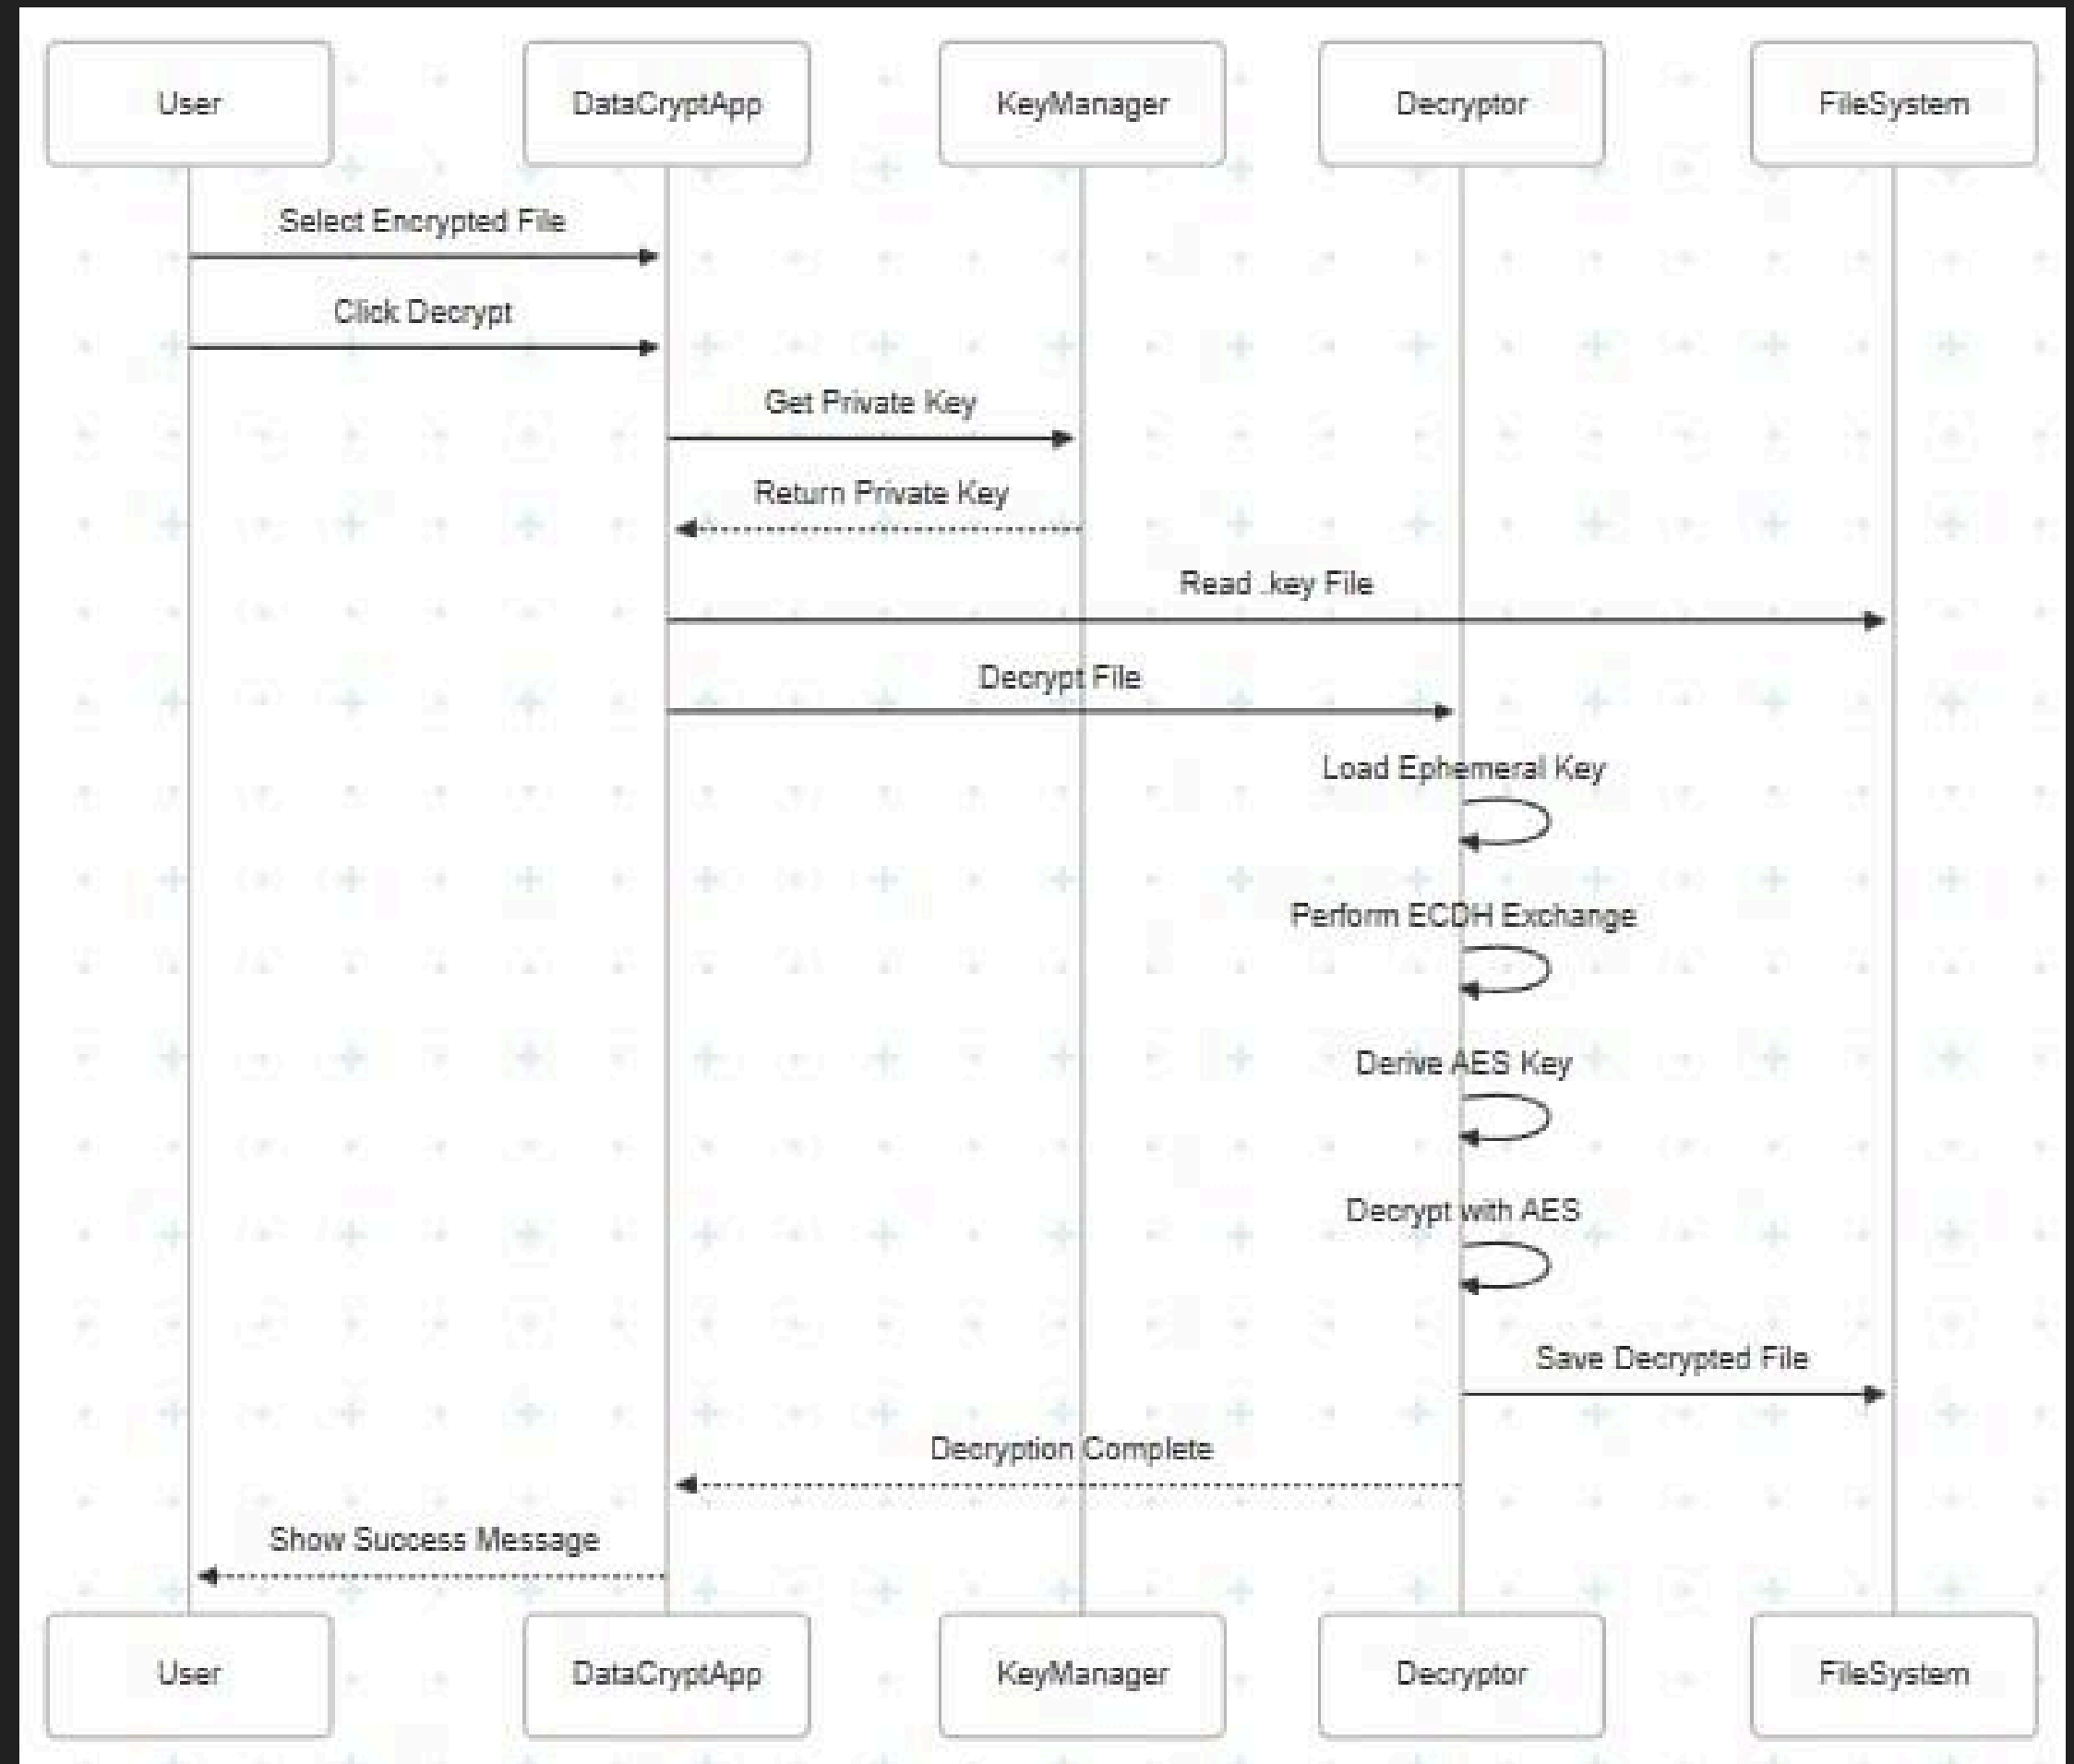 User
DataCryptApp
KeyManager
Decryptor
FileSystem
Select Encrypted File
Click Decrypt
Get Private Key
Return Private Key
Read .key File
Decrypt File
Load Ephemeral Key
Perform ECDH Exchange
Derive AES Key
Decrypt with AES
Save Decrypted File
Decryption Complete
Show Success Message
User
DataCryptApp
KeyManager
Decryptor
FileSystem